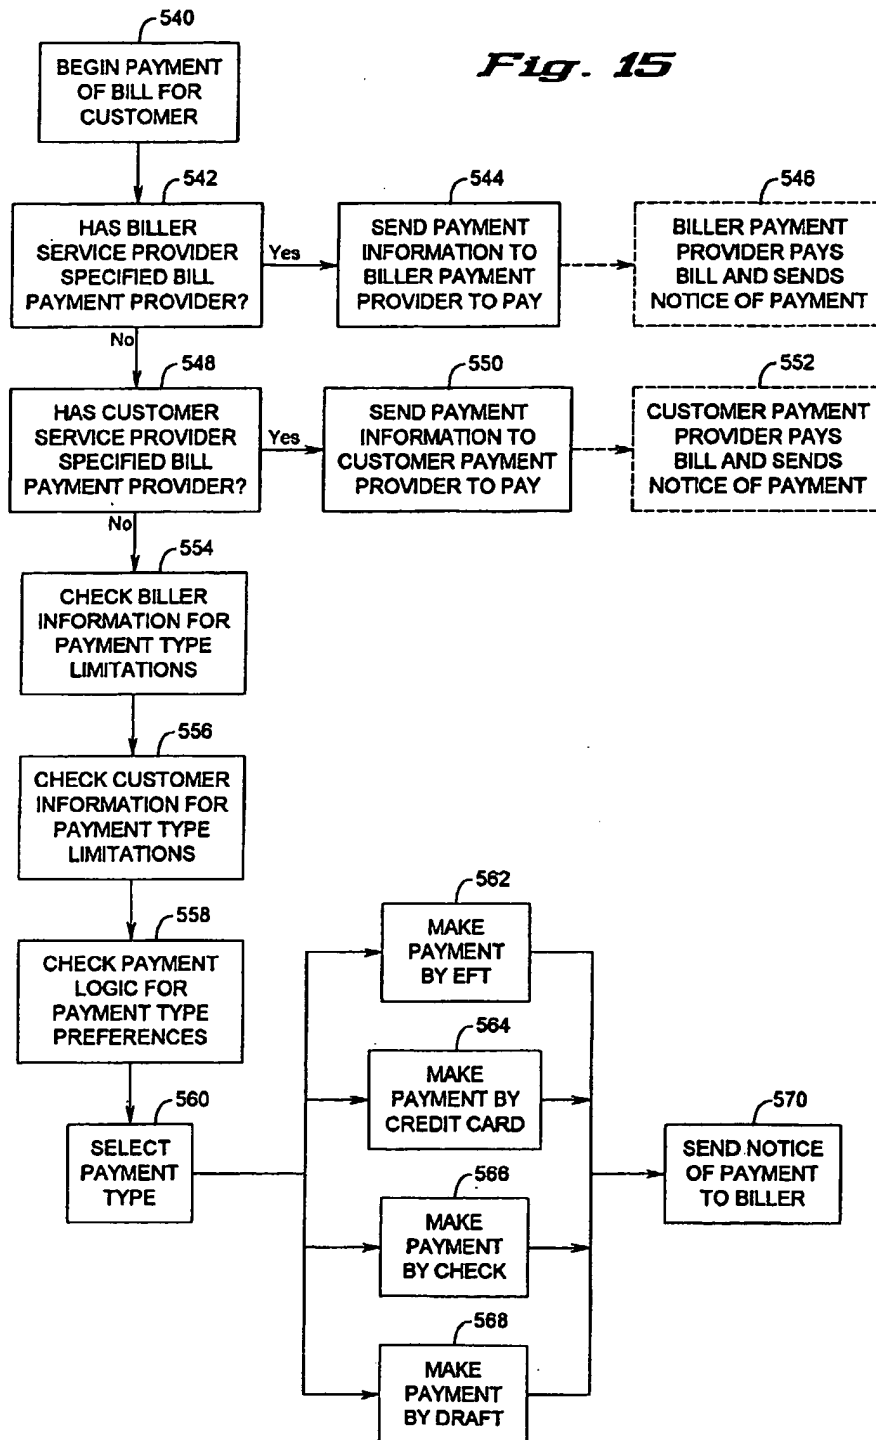 540
Fig. 15
BEGIN PAYMENT
OF BILL FOR
CUSTOMER
542
HAS BILLER
SERVICE PROVIDER
SPECIFIED BILL
PAYMENT PROVIDER?
Yes
No
544
SEND PAYMENT
INFORMATION TO
BILLER PAYMENT
PROVIDER TO PAY
546
BILLER PAYMENT
PROVIDER PAYS
BILL AND SENDS
NOTICE OF PAYMENT
548
HAS CUSTOMER
SERVICE PROVIDER
SPECIFIED BILL
PAYMENT PROVIDER?
Yes
No
550
SEND PAYMENT
INFORMATION TO
CUSTOMER PAYMENT
PROVIDER TO PAY
552
CUSTOMER PAYMENT
PROVIDER PAYS
BILL AND SENDS
NOTICE OF PAYMENT
554
CHECK BILLER
INFORMATION FOR
PAYMENT TYPE
LIMITATIONS
556
CHECK CUSTOMER
INFORMATION FOR
PAYMENT TYPE
LIMITATIONS
558
CHECK PAYMENT
LOGIC FOR
PAYMENT TYPE
PREFERENCES
560
SELECT
PAYMENT
TYPE
562
MAKE
PAYMENT
BY EFT
564
MAKE
PAYMENT BY
CREDIT CARD
566
MAKE
PAYMENT
BY CHECK
568
MAKE
PAYMENT
BY DRAFT
570
SEND NOTICE
OF PAYMENT
TO BILLER